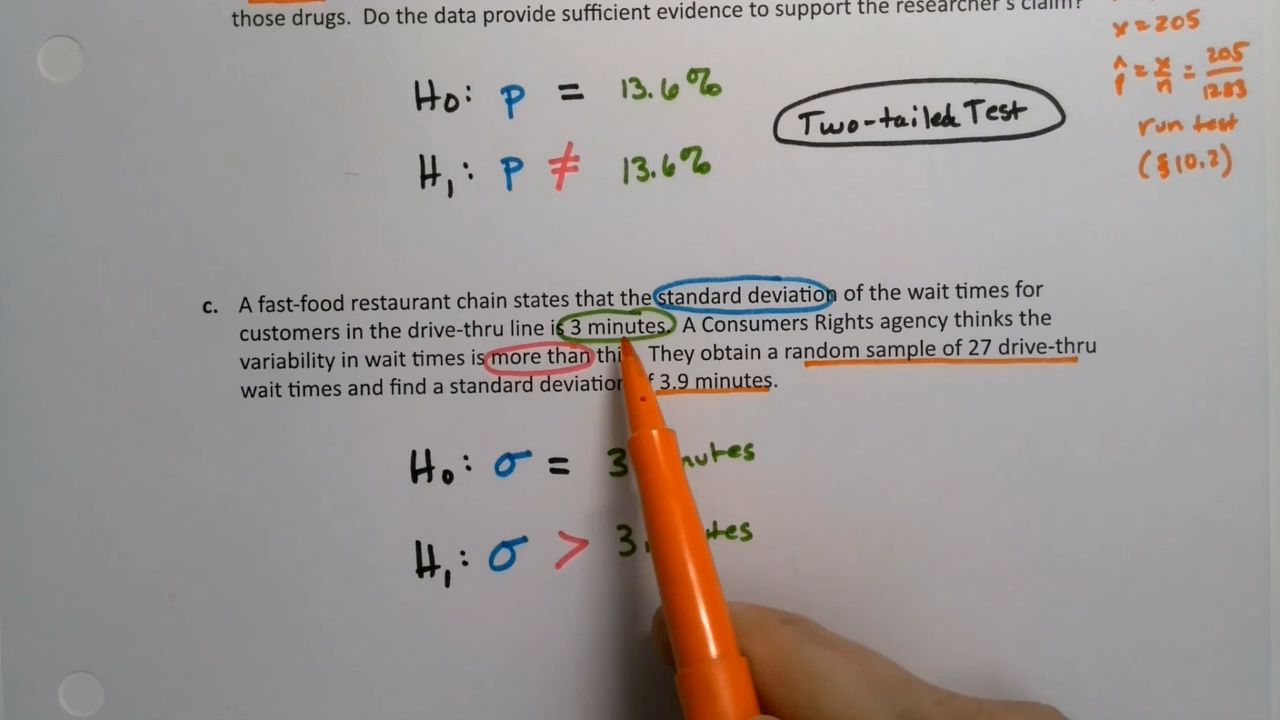 those drugs. Do the data provide sufficient evidence to support the researcher's claim?
x = 205
p̂ = x/n = 205/1283
run test
(§10.2)
H0: p = 13.6%
Two-tailed Test
H1: p ≠ 13.6%
c. A fast-food restaurant chain states that the standard deviation of the wait times for
customers in the drive-thru line is 3 minutes. A Consumers Rights agency thinks the
variability in wait times is more than thi They obtain a random sample of 27 drive-thru
wait times and find a standard deviation f 3.9 minutes.
H0: σ = 3 nutes
H1: σ > 3 tes